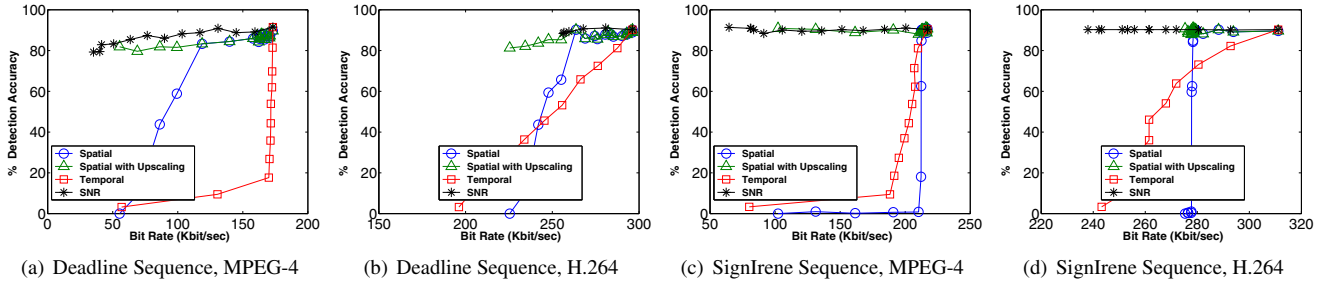 % Detection Accuracy
100
80
60
40
20
0
Spatial
Spatial with Upscaling
Temporal
SNR
0 50 100 150 200
Bit Rate (Kbit/sec)
(a) Deadline Sequence, MPEG-4
% Detection Accuracy
100
80
60
40
20
0
Spatial
Spatial with Upscaling
Temporal
SNR
150 200 250 300
Bit Rate (Kbit/sec)
(b) Deadline Sequence, H.264
% Detection Accuracy
100
80
60
40
20
0
Spatial
Spatial with Upscaling
Temporal
SNR
50 100 150 200 250
Bit Rate (Kbit/sec)
(c) SignIrene Sequence, MPEG-4
% Detection Accuracy
100
80
60
40
20
0
Spatial
Spatial with Upscaling
Temporal
SNR
220 240 260 280 300 320
Bit Rate (Kbit/sec)
(d) SignIrene Sequence, H.264